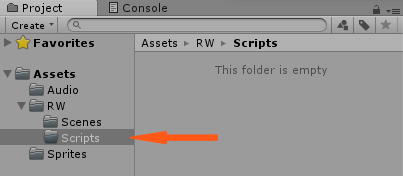 Project
Console
Create
Favorites
Assets
Audio
RW
Scenes
Scripts
Sprites
Assets ▸ RW ▸ Scripts
This folder is empty